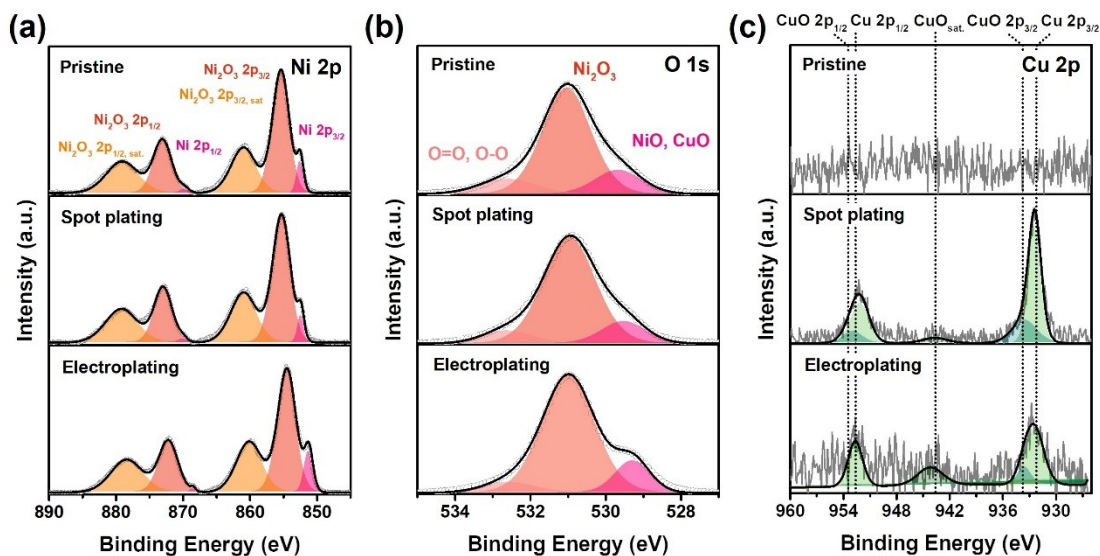 (a)
Pristine
Ni 2p
Ni₂O₃ 2p₃/₂
Ni₂O₃ 2p₃/₂, sat
Ni₂O₃ 2p₁/₂
Ni 2p₃/₂
Ni₂O₃ 2p₁/₂, sat.
Ni 2p₁/₂
Spot plating
Electroplating
Intensity (a.u.)
890 880 870 860 850
Binding Energy (eV)
(b)
Pristine
Ni₂O₃
O 1s
O=O, O-O
NiO, CuO
Spot plating
Electroplating
Intensity (a.u.)
534 531 528
Binding Energy (eV)
(c)
CuO 2p₁/₂ Cu 2p₁/₂ CuOsat. CuO 2p₃/₂ Cu 2p₃/₂
Pristine
Cu 2p
Spot plating
Electroplating
Intensity (a.u.)
960 954 948 942 936 930
Binding Energy (eV)